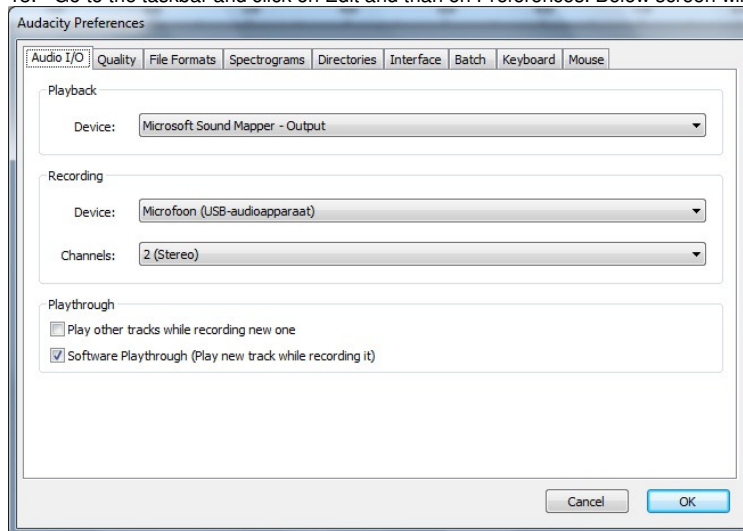 Go to the taskbar and click on Edit and than on Preferences. Below screen wi
Audacity Preferences
Audio I/O Quality File Formats Spectrograms Directories Interface Batch Keyboard Mouse
Playback
Device: Microsoft Sound Mapper - Output
Recording
Device: Microfoon (USB-audioapparaat)
Channels: 2 (Stereo)
Playthrough
Play other tracks while recording new one
Software Playthrough (Play new track while recording it)
Cancel OK